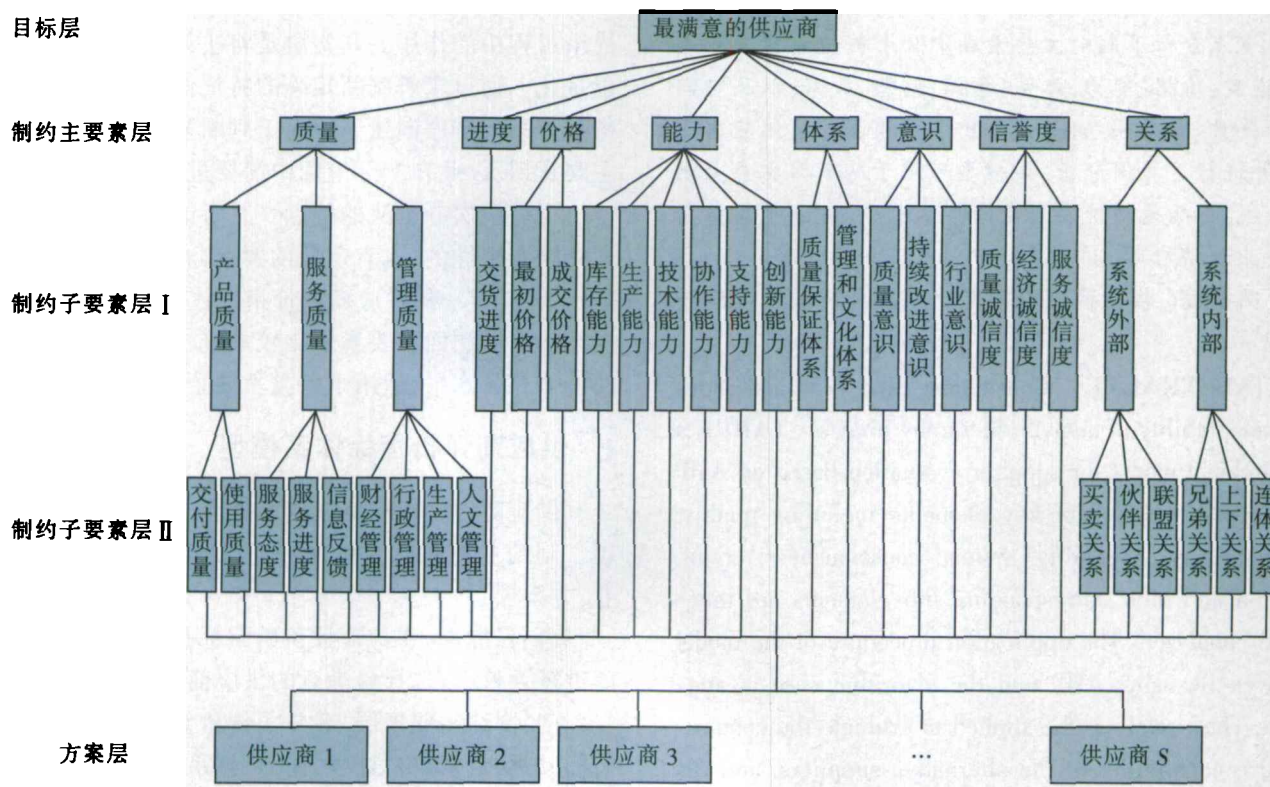 目标层
最满意的供应商
制约主要素层
质量
进度
价格
能力
体系
意识
信誉度
关系
制约子要素层Ⅰ
产品质量
服务质量
管理质量
交货进度
最初价格
成交价格
库存能力
生产能力
技术能力
协作能力
支持能力
创新能力
质量保证体系
管理和文化体系
质量意识
持续改进意识
行业意识
质量诚信度
经济诚信度
服务诚信度
系统外部
系统内部
制约子要素层Ⅱ
交付质量
使用质量
服务态度
服务进度
信息反馈
财经管理
行政管理
生产管理
人文管理
买卖关系
伙伴关系
联盟关系
兄弟关系
上下关系
连体关系
方案层
供应商 1
供应商 2
供应商 3
...
供应商 S